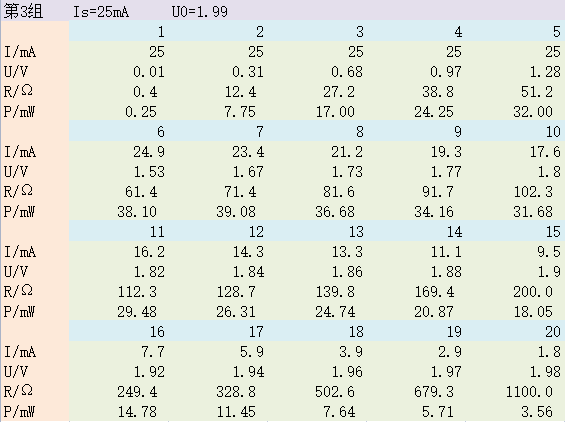 第3组 Is=25mA U0=1.99
1 2 3 4 5
I/mA 25 25 25 25 25
U/V 0.01 0.31 0.68 0.97 1.28
R/Ω 0.4 12.4 27.2 38.8 51.2
P/mW 0.25 7.75 17.00 24.25 32.00
6 7 8 9 10
I/mA 24.9 23.4 21.2 19.3 17.6
U/V 1.53 1.67 1.73 1.77 1.8
R/Ω 61.4 71.4 81.6 91.7 102.3
P/mW 38.10 39.08 36.68 34.16 31.68
11 12 13 14 15
I/mA 16.2 14.3 13.3 11.1 9.5
U/V 1.82 1.84 1.86 1.88 1.9
R/Ω 112.3 128.7 139.8 169.4 200.0
P/mW 29.48 26.31 24.74 20.87 18.05
16 17 18 19 20
I/mA 7.7 5.9 3.9 2.9 1.8
U/V 1.92 1.94 1.96 1.97 1.98
R/Ω 249.4 328.8 502.6 679.3 1100.0
P/mW 14.78 11.45 7.64 5.71 3.56